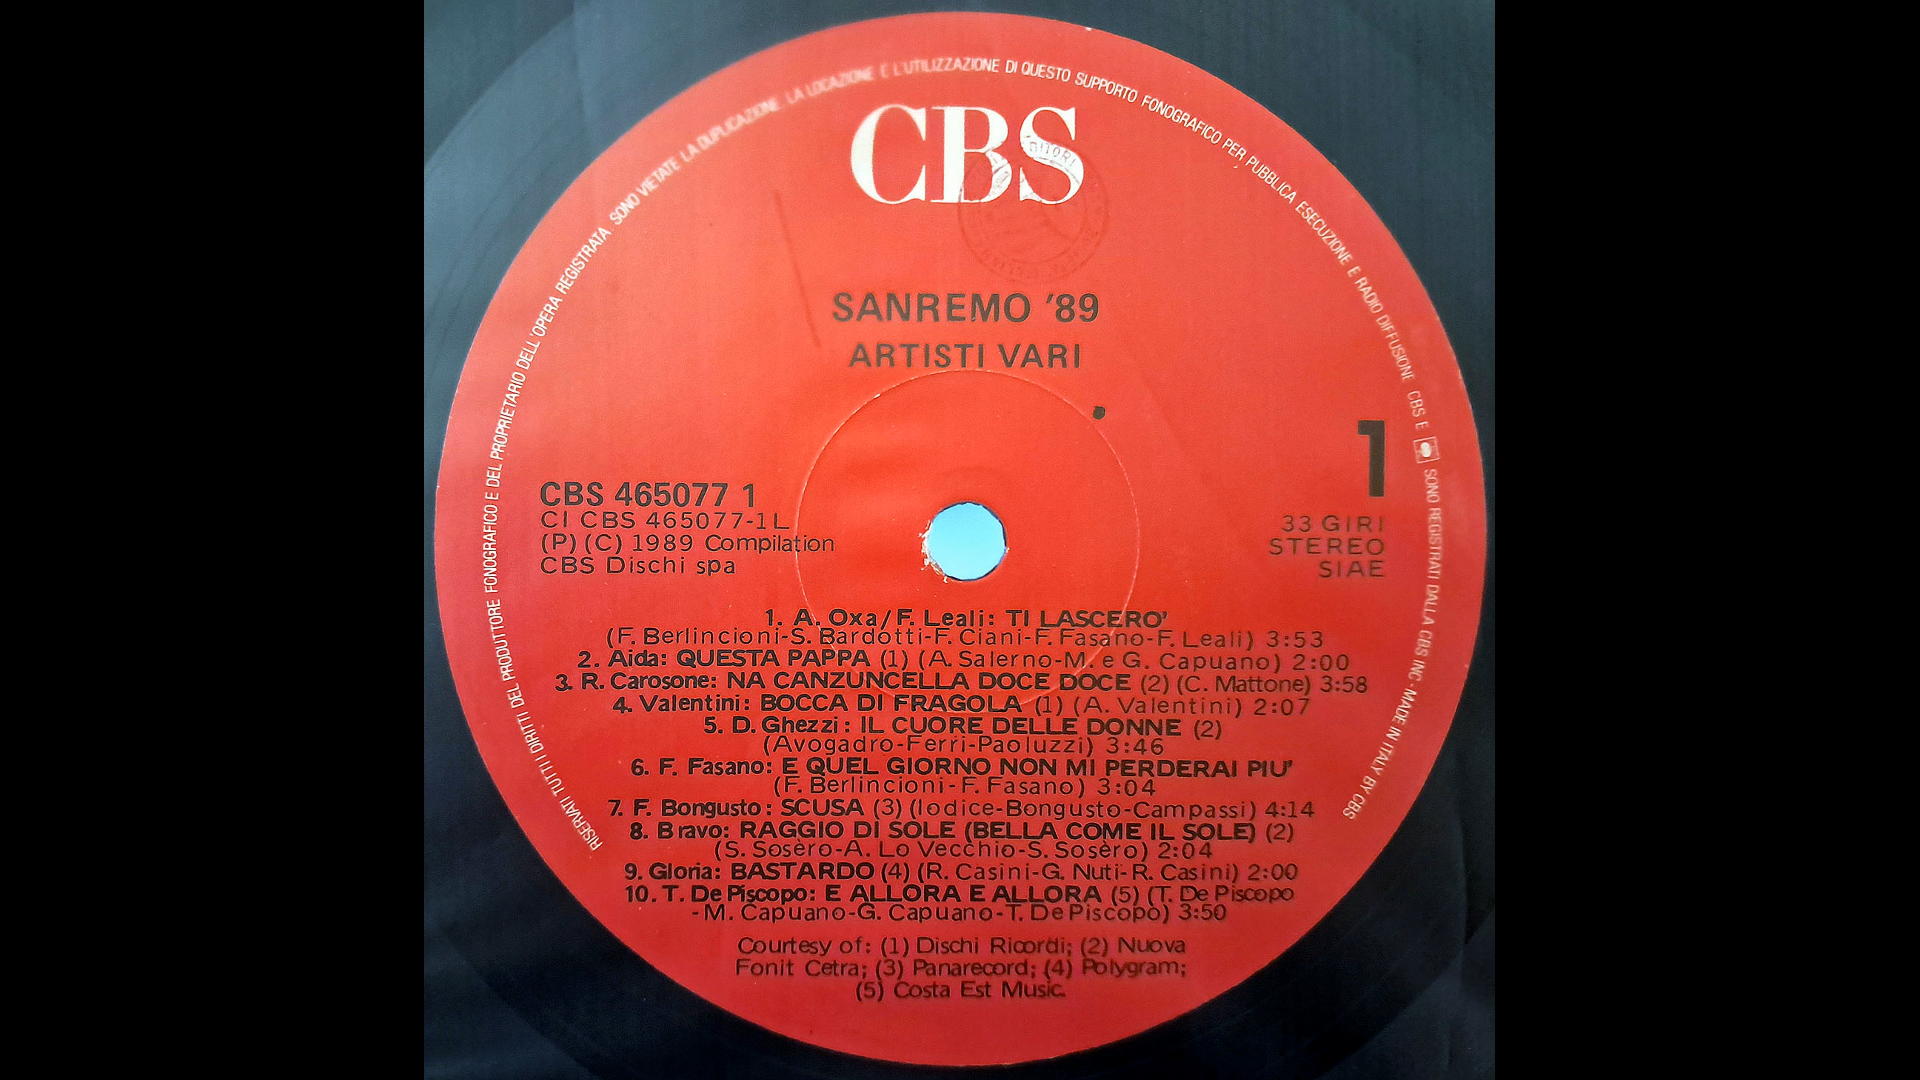 RISERVATI TUTTI I DIRITTI DEL PRODUTTORE FONOGRAFICO E DEL PROPRIETARIO DELL'OPERA REGISTRATA SONO VIETATE LA DUPLICAZIONE LA LOCAZIONE E L'UTILIZZAZIONE DI QUESTO SUPPORTO FONOGRAFICO PER PUBBLICA ESECUZIONE E RADIO DIFFUSIONE CBS E SONO REGISTRATI DALLA CBS INC · MADE IN ITALY BY CBS
CBS
SANREMO '89
ARTISTI VARI
1
CBS 465077 1
CI CBS 465077-1L
(P) (C) 1989 Compilation
CBS Dischi spa
33 GIRI
STEREO
SIAE
1. A. Oxa/F. Leali: TI LASCERO'
(F. Berlincioni-S. Bardotti-F. Ciani-F. Fasano-F. Leali) 3:53
2. Aida: QUESTA PAPPA (1) (A. Salerno-M. e G. Capuano) 2:00
3. R. Carosone: NA CANZUNCELLA DOCE DOCE (2) (C. Mattone) 3:58
4. Valentini: BOCCA DI FRAGOLA (1) (A. Valentini) 2:07
5. D. Ghezzi: IL CUORE DELLE DONNE (2)
(Avogadro-Ferri-Paoluzzi) 3:46
6. F. Fasano: E QUEL GIORNO NON MI PERDERAI PIU'
(F. Berlincioni-F. Fasano) 3:04
7. F. Bongusto: SCUSA (3) (Iodice-Bongusto-Campassi) 4:14
8. Bravo: RAGGIO DI SOLE (BELLA COME IL SOLE) (2)
(S. Sosèro-A. Lo Vecchio-S. Sosèro) 2:04
9. Gloria: BASTARDO (4) (R. Casini-G. Nuti-R. Casini) 2:00
10. T. De Piscopo: E ALLORA E ALLORA (5) (T. De Piscopo
-M. Capuano-G. Capuano-T. De Piscopo) 3:50
Courtesy of: (1) Dischi Ricordi; (2) Nuova
Fonit Cetra; (3) Panarecord; (4) Polygram;
(5) Costa Est Music.